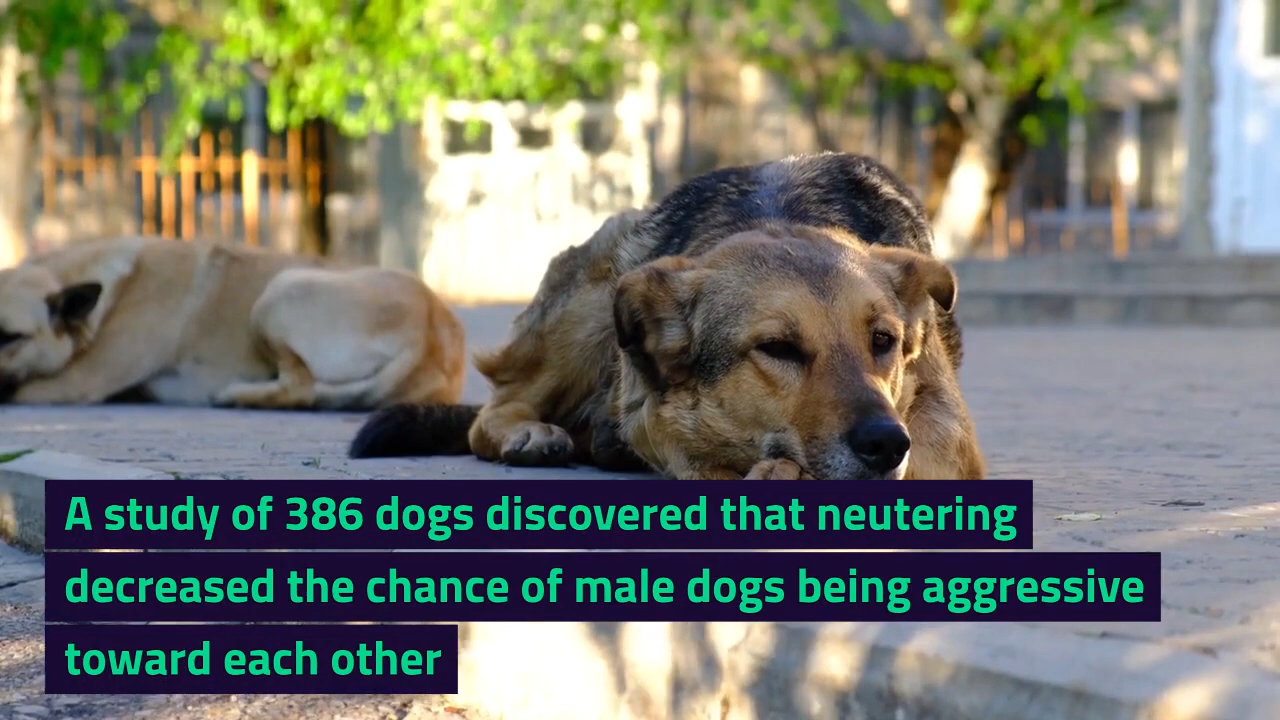 A study of 386 dogs discovered that neutering
decreased the chance of male dogs being aggressive
toward each other